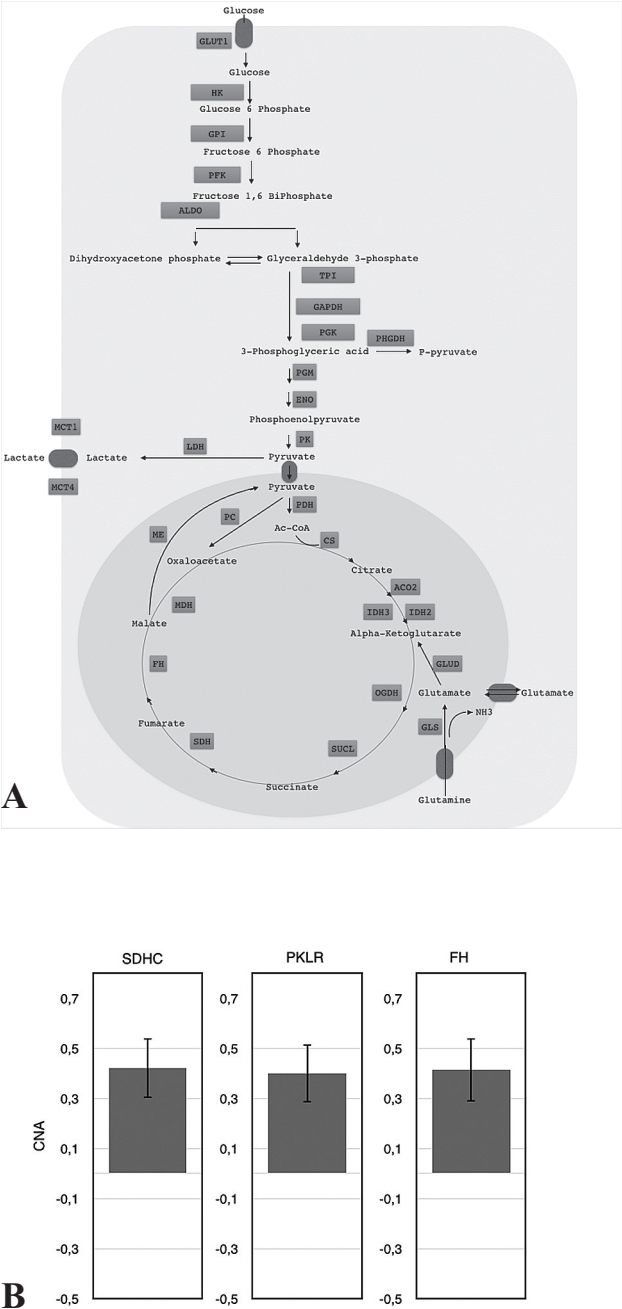 Glucose
GLUT1
Glucose
HK
Glucose 6 Phosphate
GPI
Fructose 6 Phosphate
PFK
Fructose 1,6 BiPhosphate
ALDO
Dihydroxyacetone phosphate Glyceraldehyde 3-phosphate
TPI
GAPDH
PGK PHGDH
3-Phosphoglyceric acid P-pyruvate
PGM
ENO
Phosphoenolpyruvate
MCT1
LDH PK
Lactate Lactate Pyruvate
MCT4
Pyruvate
PDH
PC
Ac-CoA
ME CS
Oxaloacetate
Citrate
ACO2
MDH IDH3 IDH2
Malate Alpha-Ketoglutarate
FH GLUD
OGDH Glutamate Glutamate
NH3
Fumarate GLS
SDH SUCL
Succinate
Glutamine
A
SDHC PKLR FH
0,7 0,7 0,7
0,5 0,5 0,5
0,3 0,3 0,3
CNA
0,1 0,1 0,1
-0,1 -0,1 -0,1
-0,3 -0,3 -0,3
-0,5 -0,5 -0,5
B